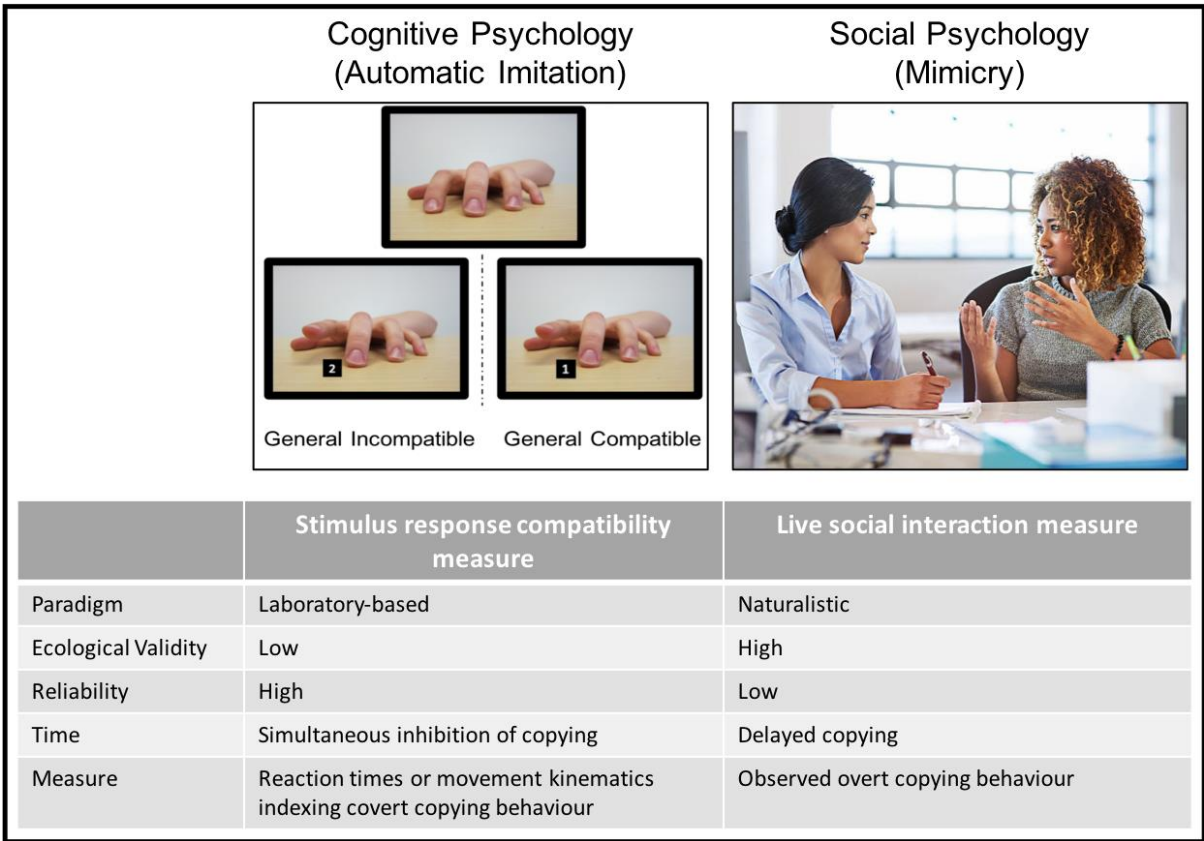 Cognitive Psychology
(Automatic Imitation)
Social Psychology
(Mimicry)
2
1
General Incompatible
General Compatible
Stimulus response compatibility
measure
Live social interaction measure
Paradigm
Laboratory-based
Naturalistic
Ecological Validity
Low
High
Reliability
High
Low
Time
Simultaneous inhibition of copying
Delayed copying
Measure
Reaction times or movement kinematics
indexing covert copying behaviour
Observed overt copying behaviour